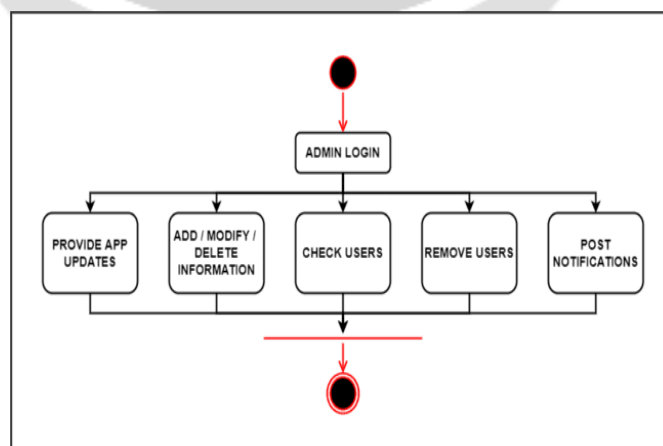 ADMIN LOGIN
PROVIDE APP
UPDATES
ADD / MODIFY /
DELETE
INFORMATION
CHECK USERS
REMOVE USERS
POST
NOTIFICATIONS